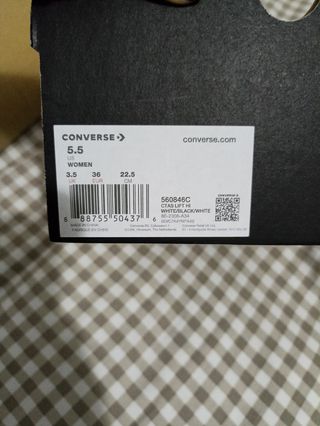 CONVERSE
converse.com
5.5
US
WOMEN
3.5 36 22.5
UK EUR CM
560846C
CTAS LIFT HI
WHITE/BLACK/WHITE
6 88755 50437 6
MADE IN CHINA